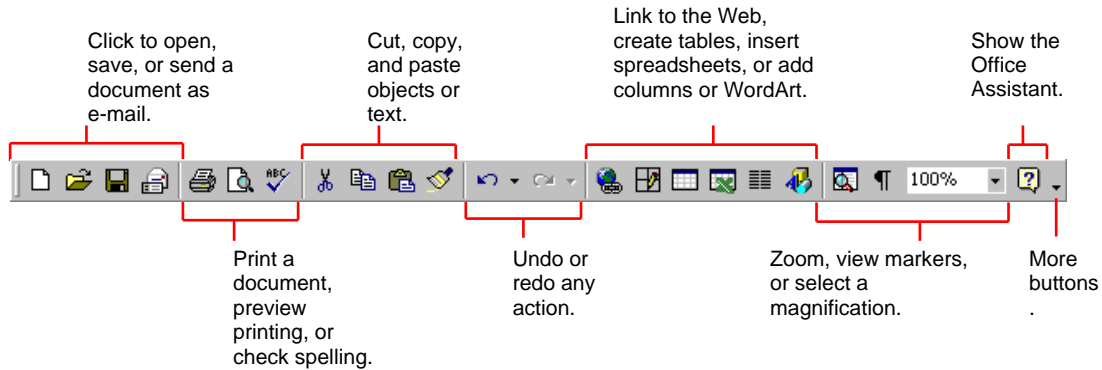 Click to open,
save, or send a
document as
e-mail.
Cut, copy,
and paste
objects or
text.
Link to the Web,
create tables, insert
spreadsheets, or add
columns or WordArt.
Show the
Office
Assistant.
ABC
¶
100%
?
Print a
document,
preview
printing, or
check spelling.
Undo or
redo any
action.
Zoom, view markers,
or select a
magnification.
More
buttons
.